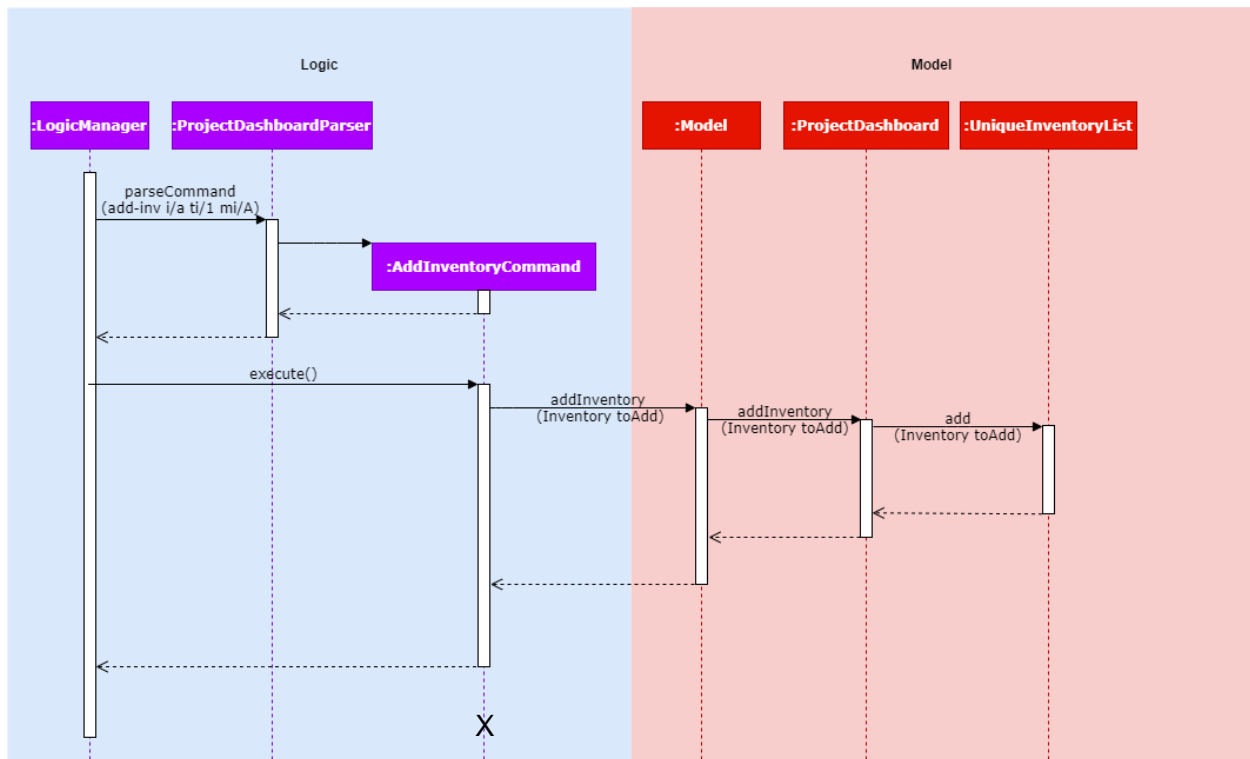 Logic
Model
:LogicManager
:ProjectDashboardParser
:Model
:ProjectDashboard
:UniqueInventoryList
parseCommand
(add-inv i/a ti/1 mi/A)
:AddInventoryCommand
execute()
addInventory
(Inventory toAdd)
addInventory
(Inventory toAdd)
add
(Inventory toAdd)
X